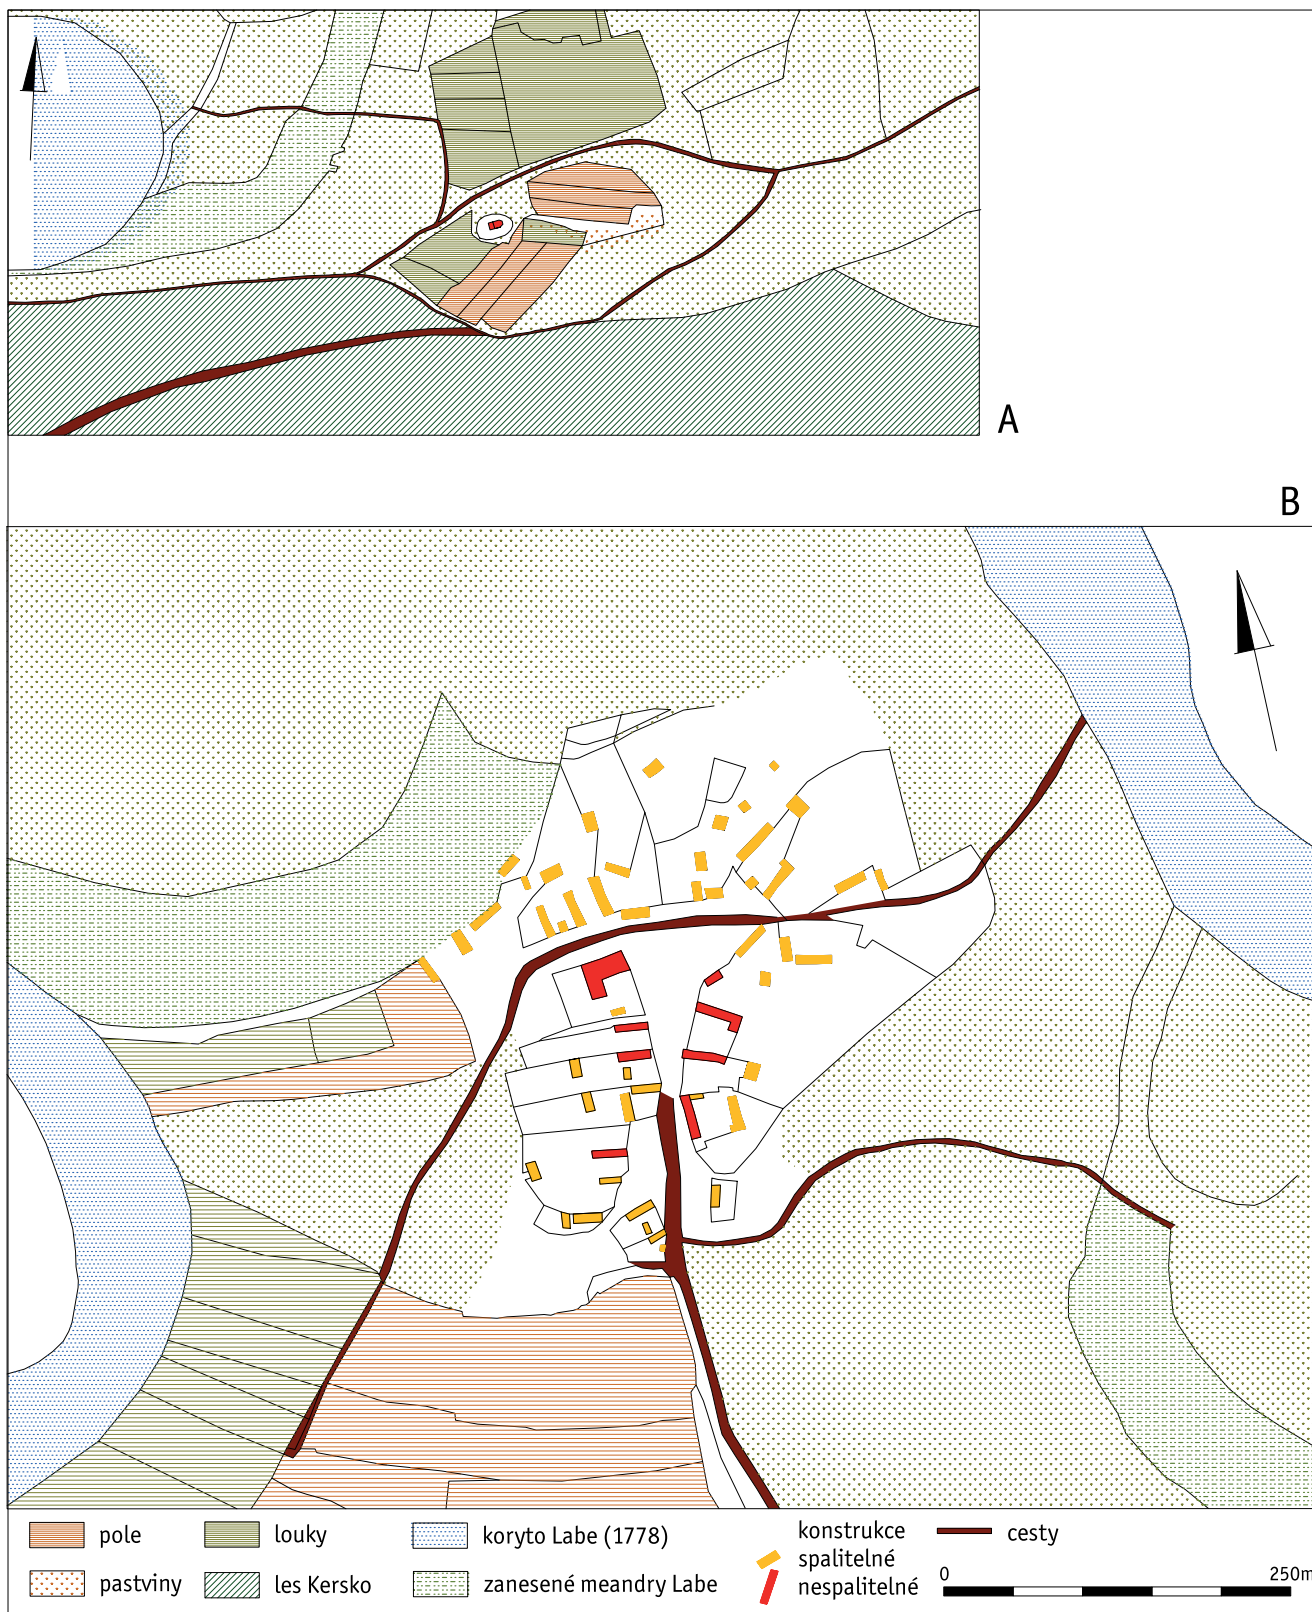 A
B
pole
louky
koryto Labe (1778)
konstrukce
spalitelné
nespalitelné
cesty
pastviny
les Kersko
zanesené meandry Labe
0
250m